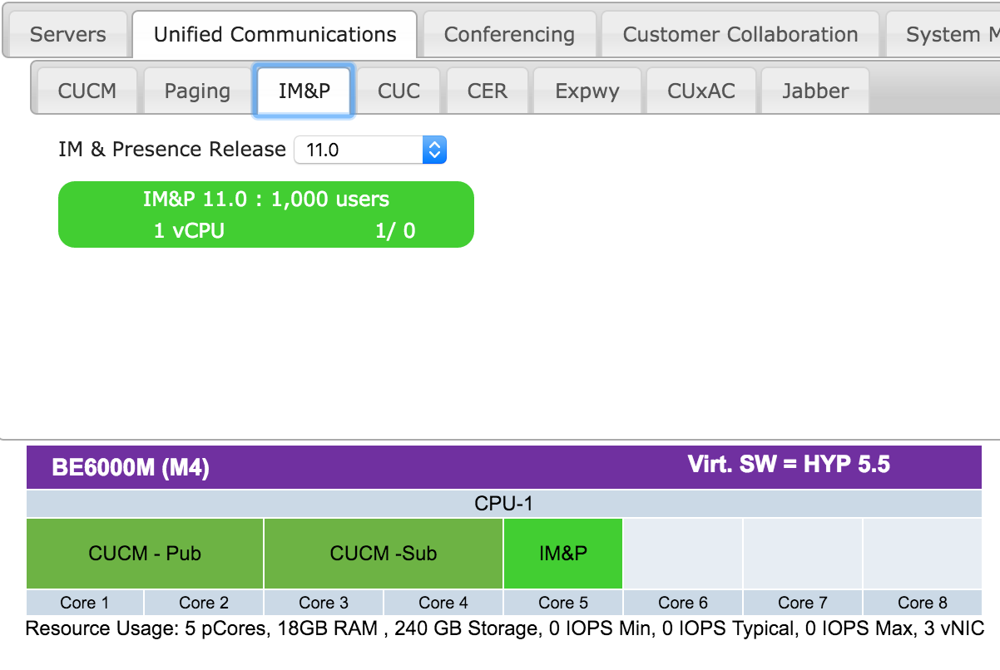 Servers Unified Communications Conferencing Customer Collaboration System M
CUCM Paging IM&P CUC CER Expwy CUxAC Jabber
IM & Presence Release 11.0
IM&P 11.0 : 1,000 users
1 vCPU 1/ 0
BE6000M (M4) Virt. SW = HYP 5.5
CPU-1
CUCM - Pub CUCM -Sub IM&P
Core 1 Core 2 Core 3 Core 4 Core 5 Core 6 Core 7 Core 8
Resource Usage: 5 pCores, 18GB RAM , 240 GB Storage, 0 IOPS Min, 0 IOPS Typical, 0 IOPS Max, 3 vNIC